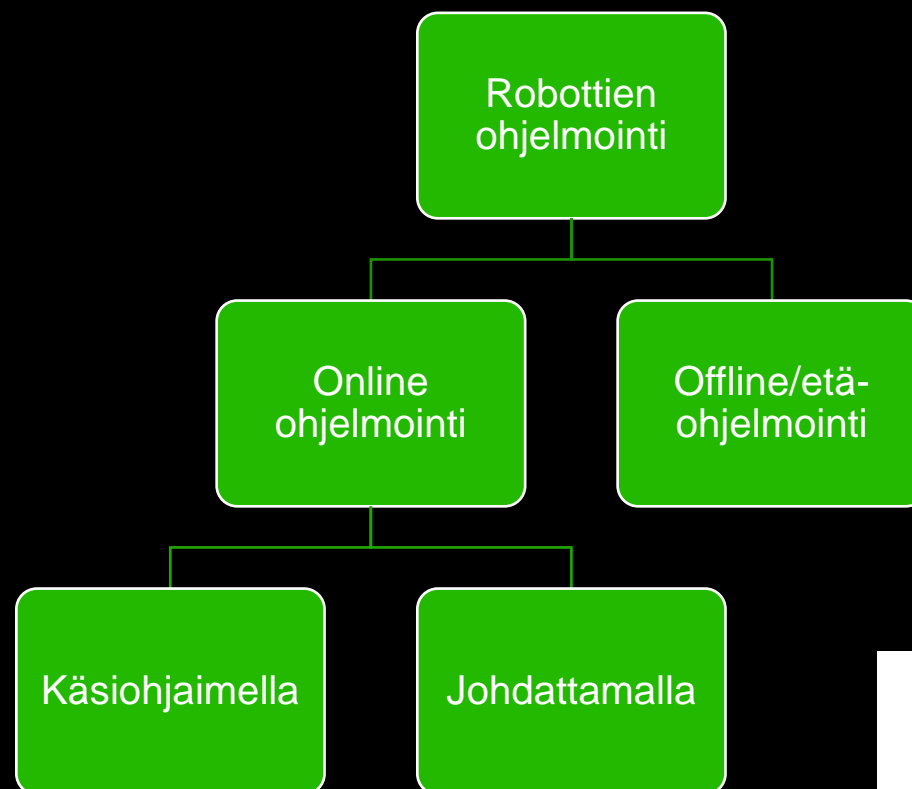 Robottien
ohjelmointi
Online
ohjelmointi
Offline/etä-
ohjelmointi
Käsiohjaimella
Johdattamalla